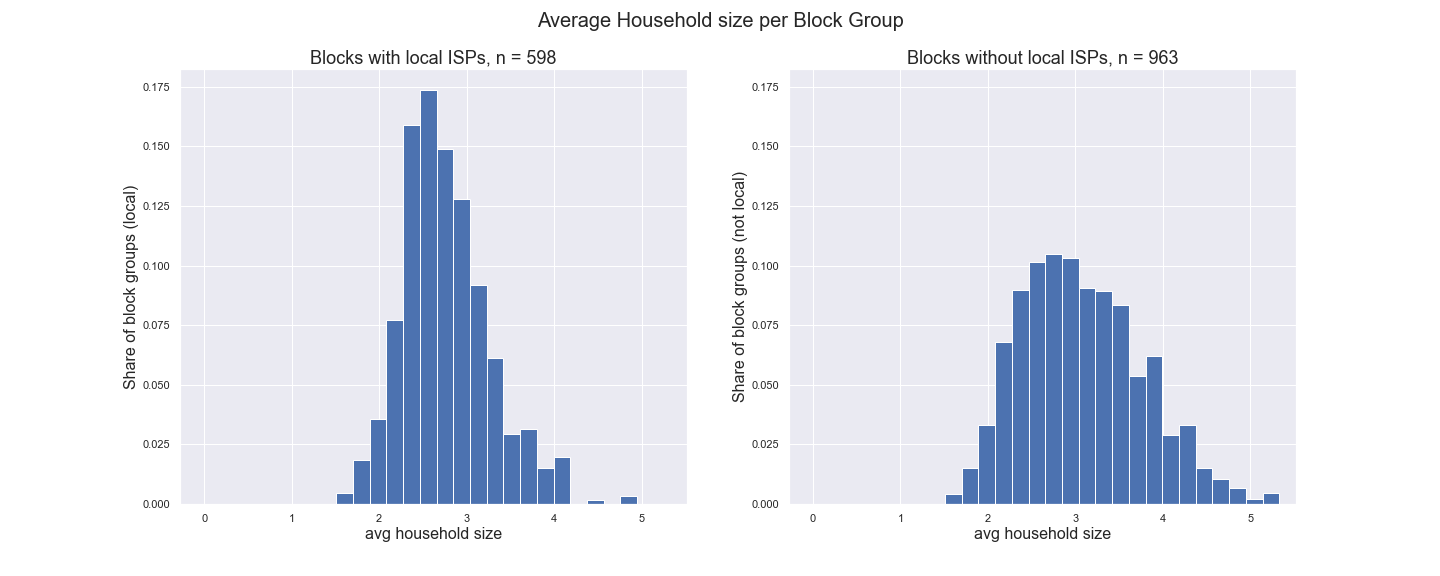 Average Household size per Block Group
Blocks with local ISPs, n = 598
Share of block groups (local)
0.175
0.150
0.125
0.100
0.075
0.050
0.025
0.000
0 1 2 3 4 5
avg household size
Blocks without local ISPs, n = 963
Share of block groups (not local)
0.175
0.150
0.125
0.100
0.075
0.050
0.025
0.000
0 1 2 3 4 5
avg household size